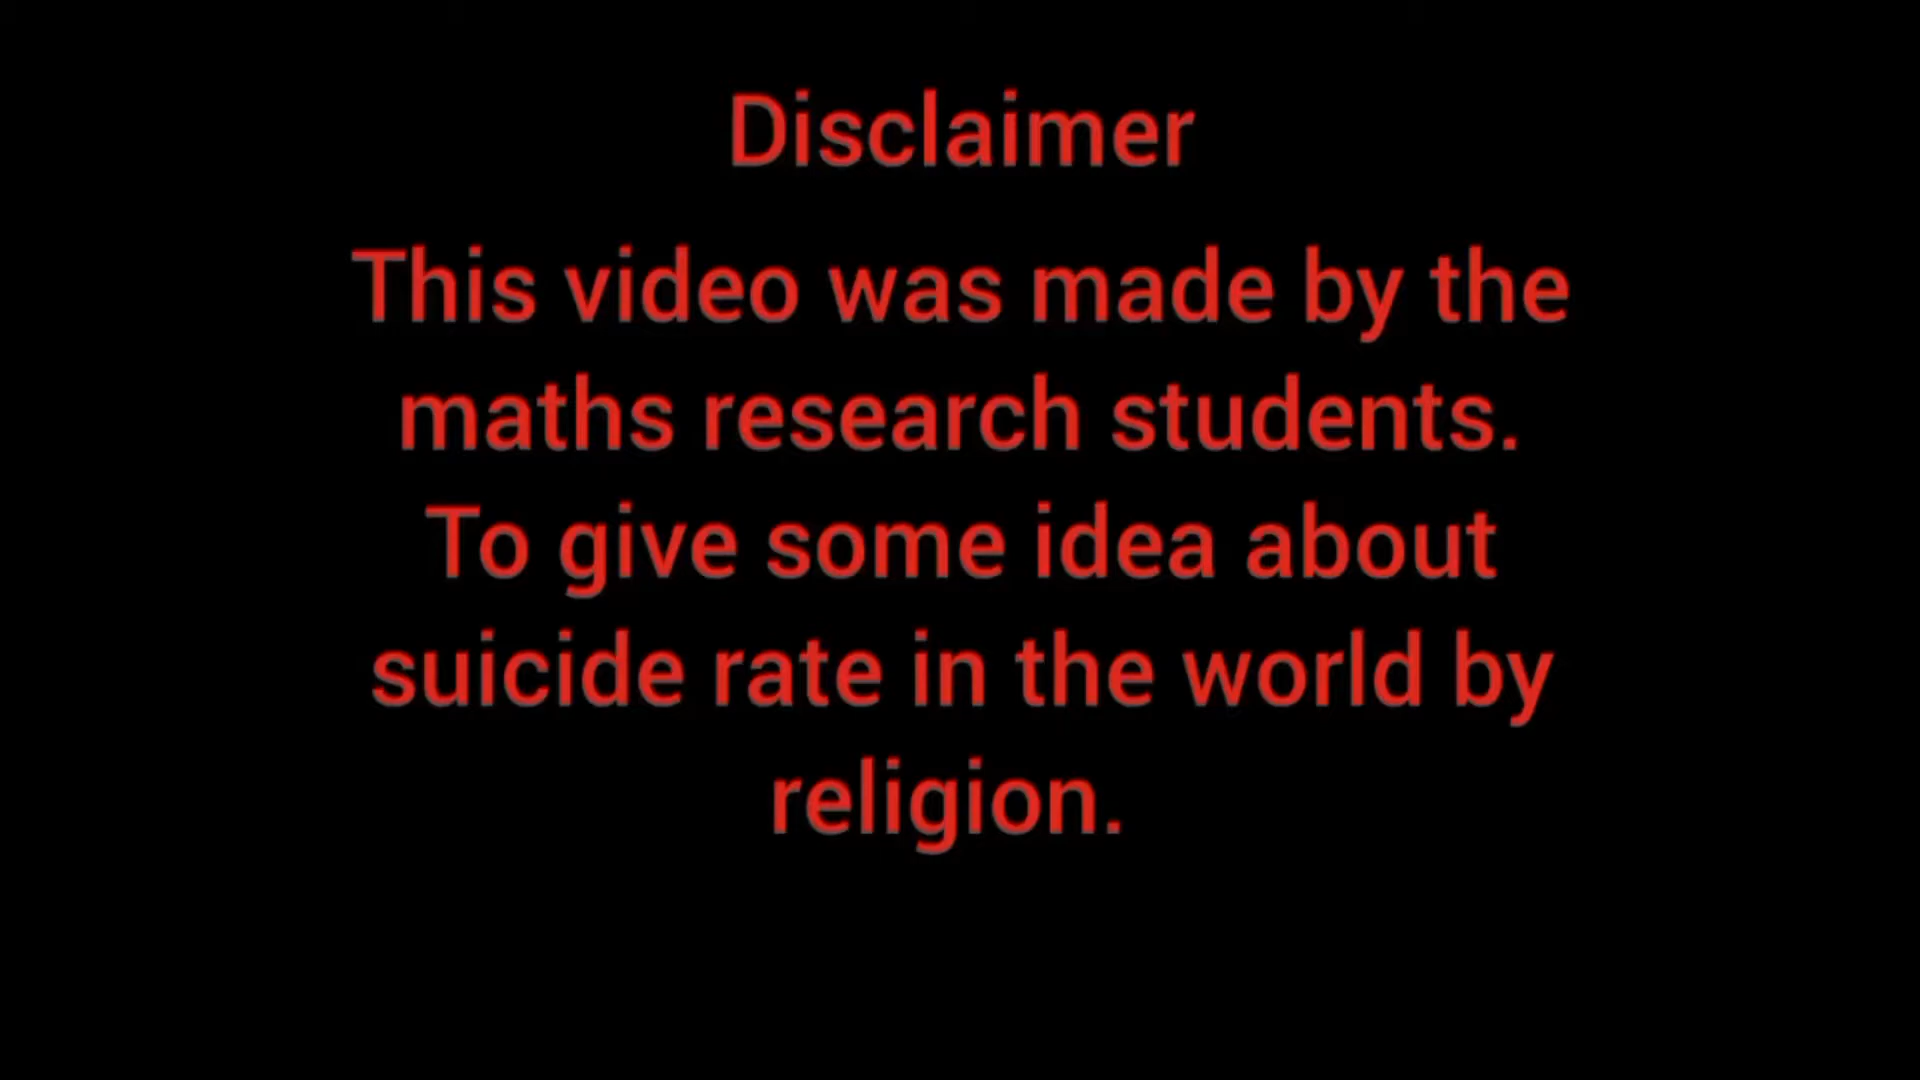 Disclaimer
This video was made by the
maths research students.
To give some idea about
suicide rate in the world by
religion.